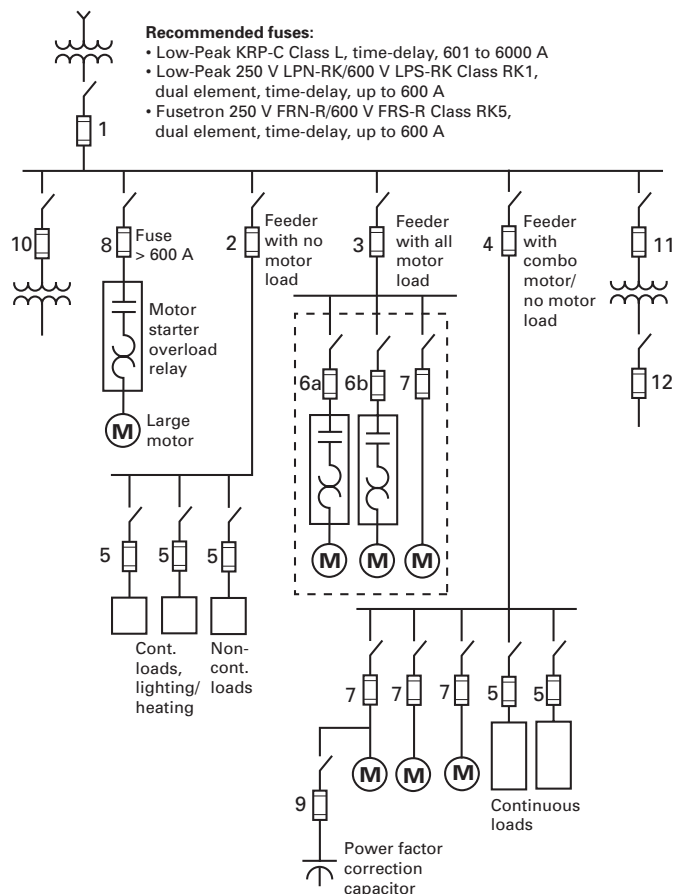 Recommended fuses:
• Low-Peak KRP-C Class L, time-delay, 601 to 6000 A
• Low-Peak 250 V LPN-RK/600 V LPS-RK Class RK1,
dual element, time-delay, up to 600 A
• Fusetron 250 V FRN-R/600 V FRS-R Class RK5,
dual element, time-delay, up to 600 A
1
10
8
Fuse
> 600 A
2
Feeder
with no
motor
load
3
Feeder
with all
motor
load
4
Feeder
with
combo
motor/
no motor
load
11
12
Motor
starter
overload
relay
M
Large
motor
6a
6b
7
M
M
M
5
5
5
Cont.
loads,
lighting/
heating
Non-
cont.
loads
7
7
7
5
5
M
M
M
Continuous
loads
9
Power factor
correction
capacitor